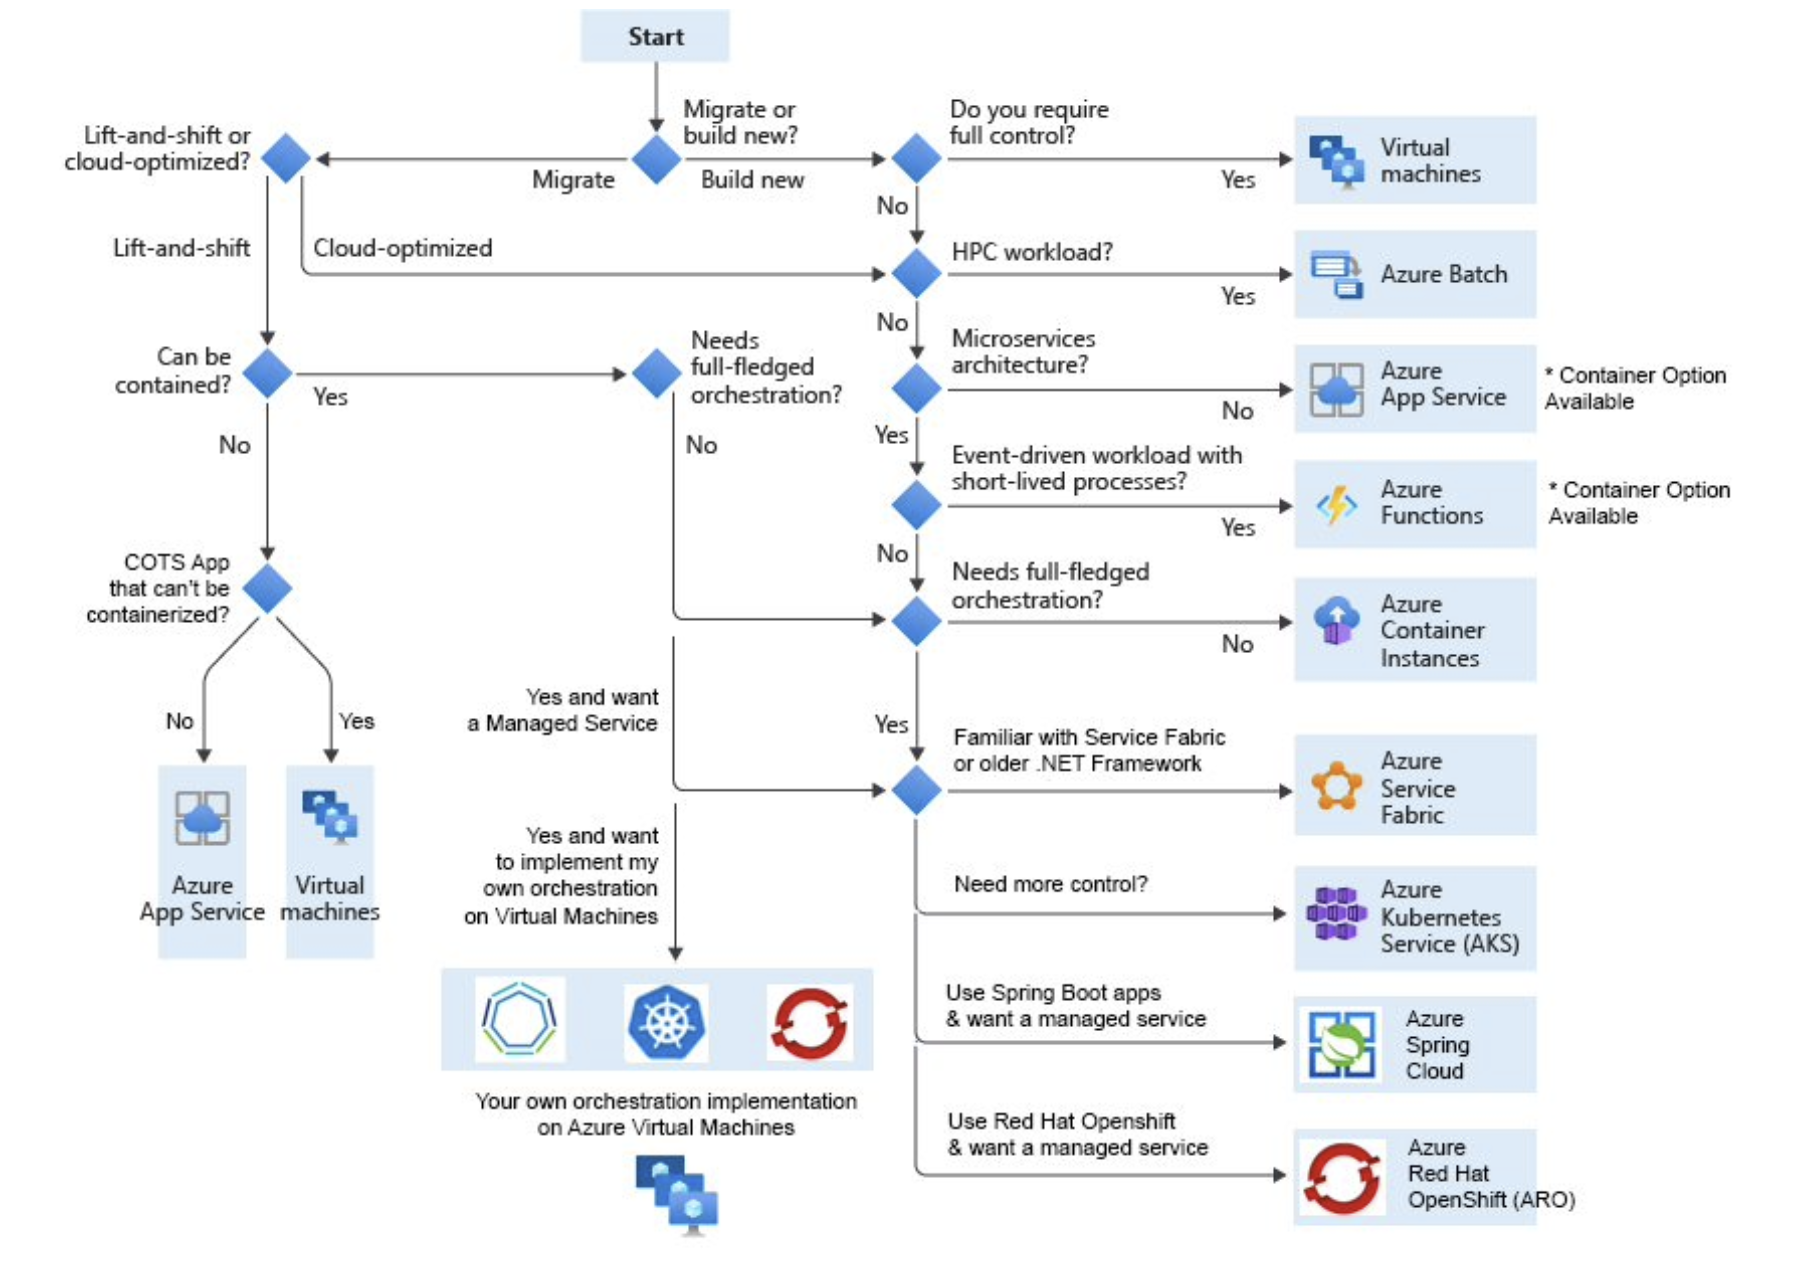 Start
Migrate or
build new?
Migrate
Build new
Lift-and-shift or
cloud-optimized?
Lift-and-shift
Cloud-optimized
Do you require
full control?
Yes
No
Virtual
machines
HPC workload?
Yes
No
Azure Batch
Can be
contained?
Yes
No
Needs
full-fledged
orchestration?
No
Microservices
architecture?
No
Yes
Azure
App Service
* Container Option
Available
Event-driven workload with
short-lived processes?
Yes
No
Azure
Functions
* Container Option
Available
COTS App
that can't be
containerized?
No
Yes
Azure
App Service
Virtual
machines
Needs full-fledged
orchestration?
No
Yes
Azure
Container
Instances
Yes and want
a Managed Service
Familiar with Service Fabric
or older .NET Framework
Azure
Service
Fabric
Yes and want
to implement my
own orchestration
on Virtual Machines
Need more control?
Azure
Kubernetes
Service (AKS)
Use Spring Boot apps
& want a managed service
Azure
Spring
Cloud
Your own orchestration implementation
on Azure Virtual Machines
Use Red Hat Openshift
& want a managed service
Azure
Red Hat
OpenShift (ARO)